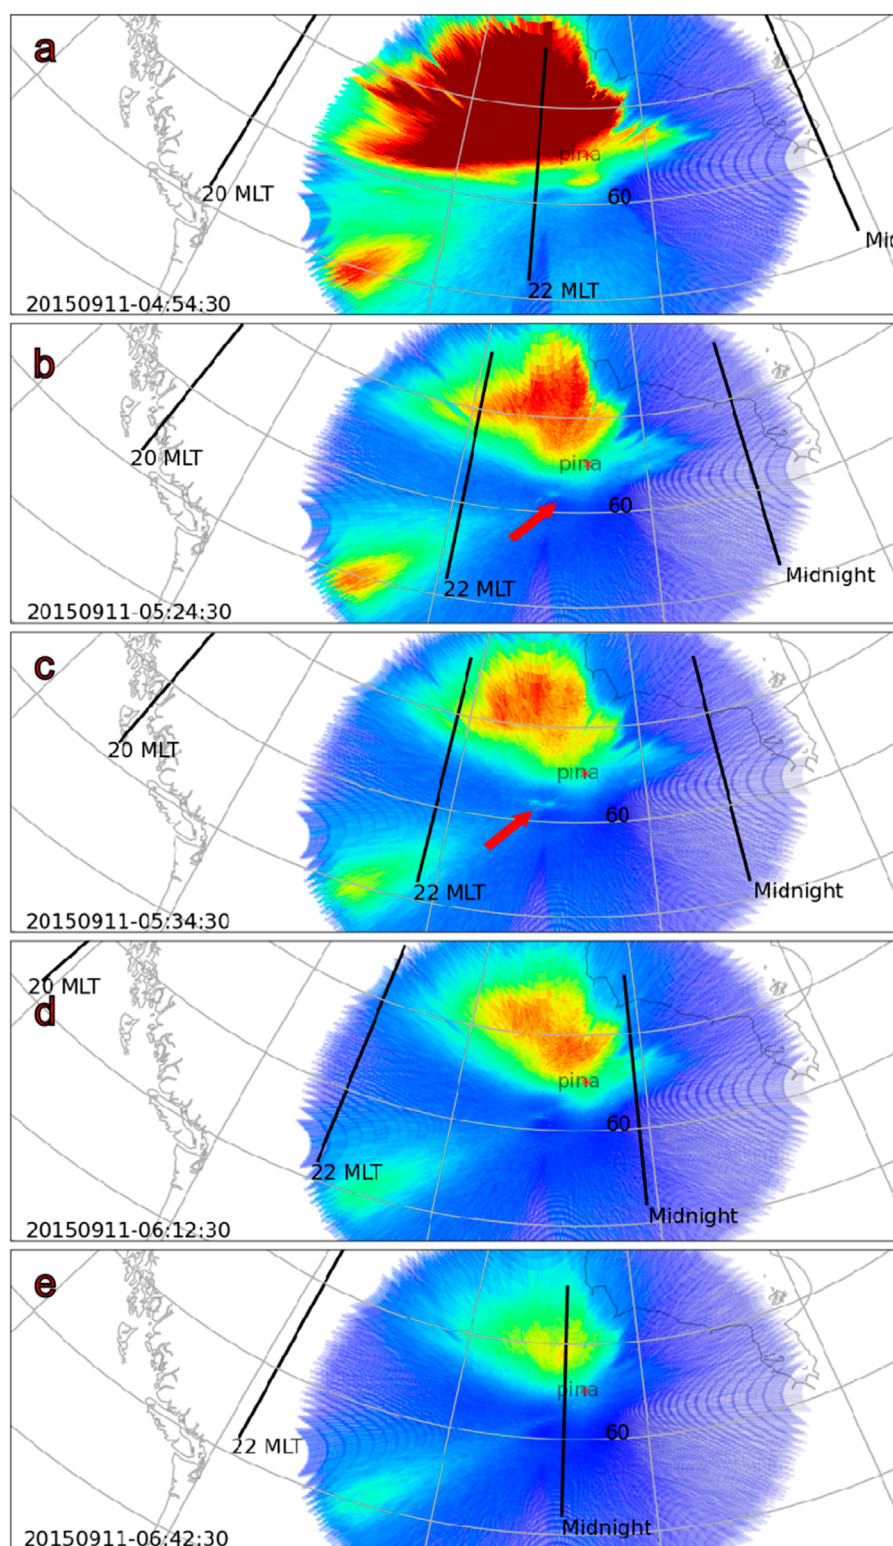 a
pina
60
20 MLT
Mid
22 MLT
20150911-04:54:30
b
20 MLT
pina
60
Midnight
22 MLT
20150911-05:24:30
c
20 MLT
pina
60
22 MLT
Midnight
20150911-05:34:30
20 MLT
d
pina
60
22 MLT
Midnight
20150911-06:12:30
e
pina
60
22 MLT
Midnight
20150911-06:42:30